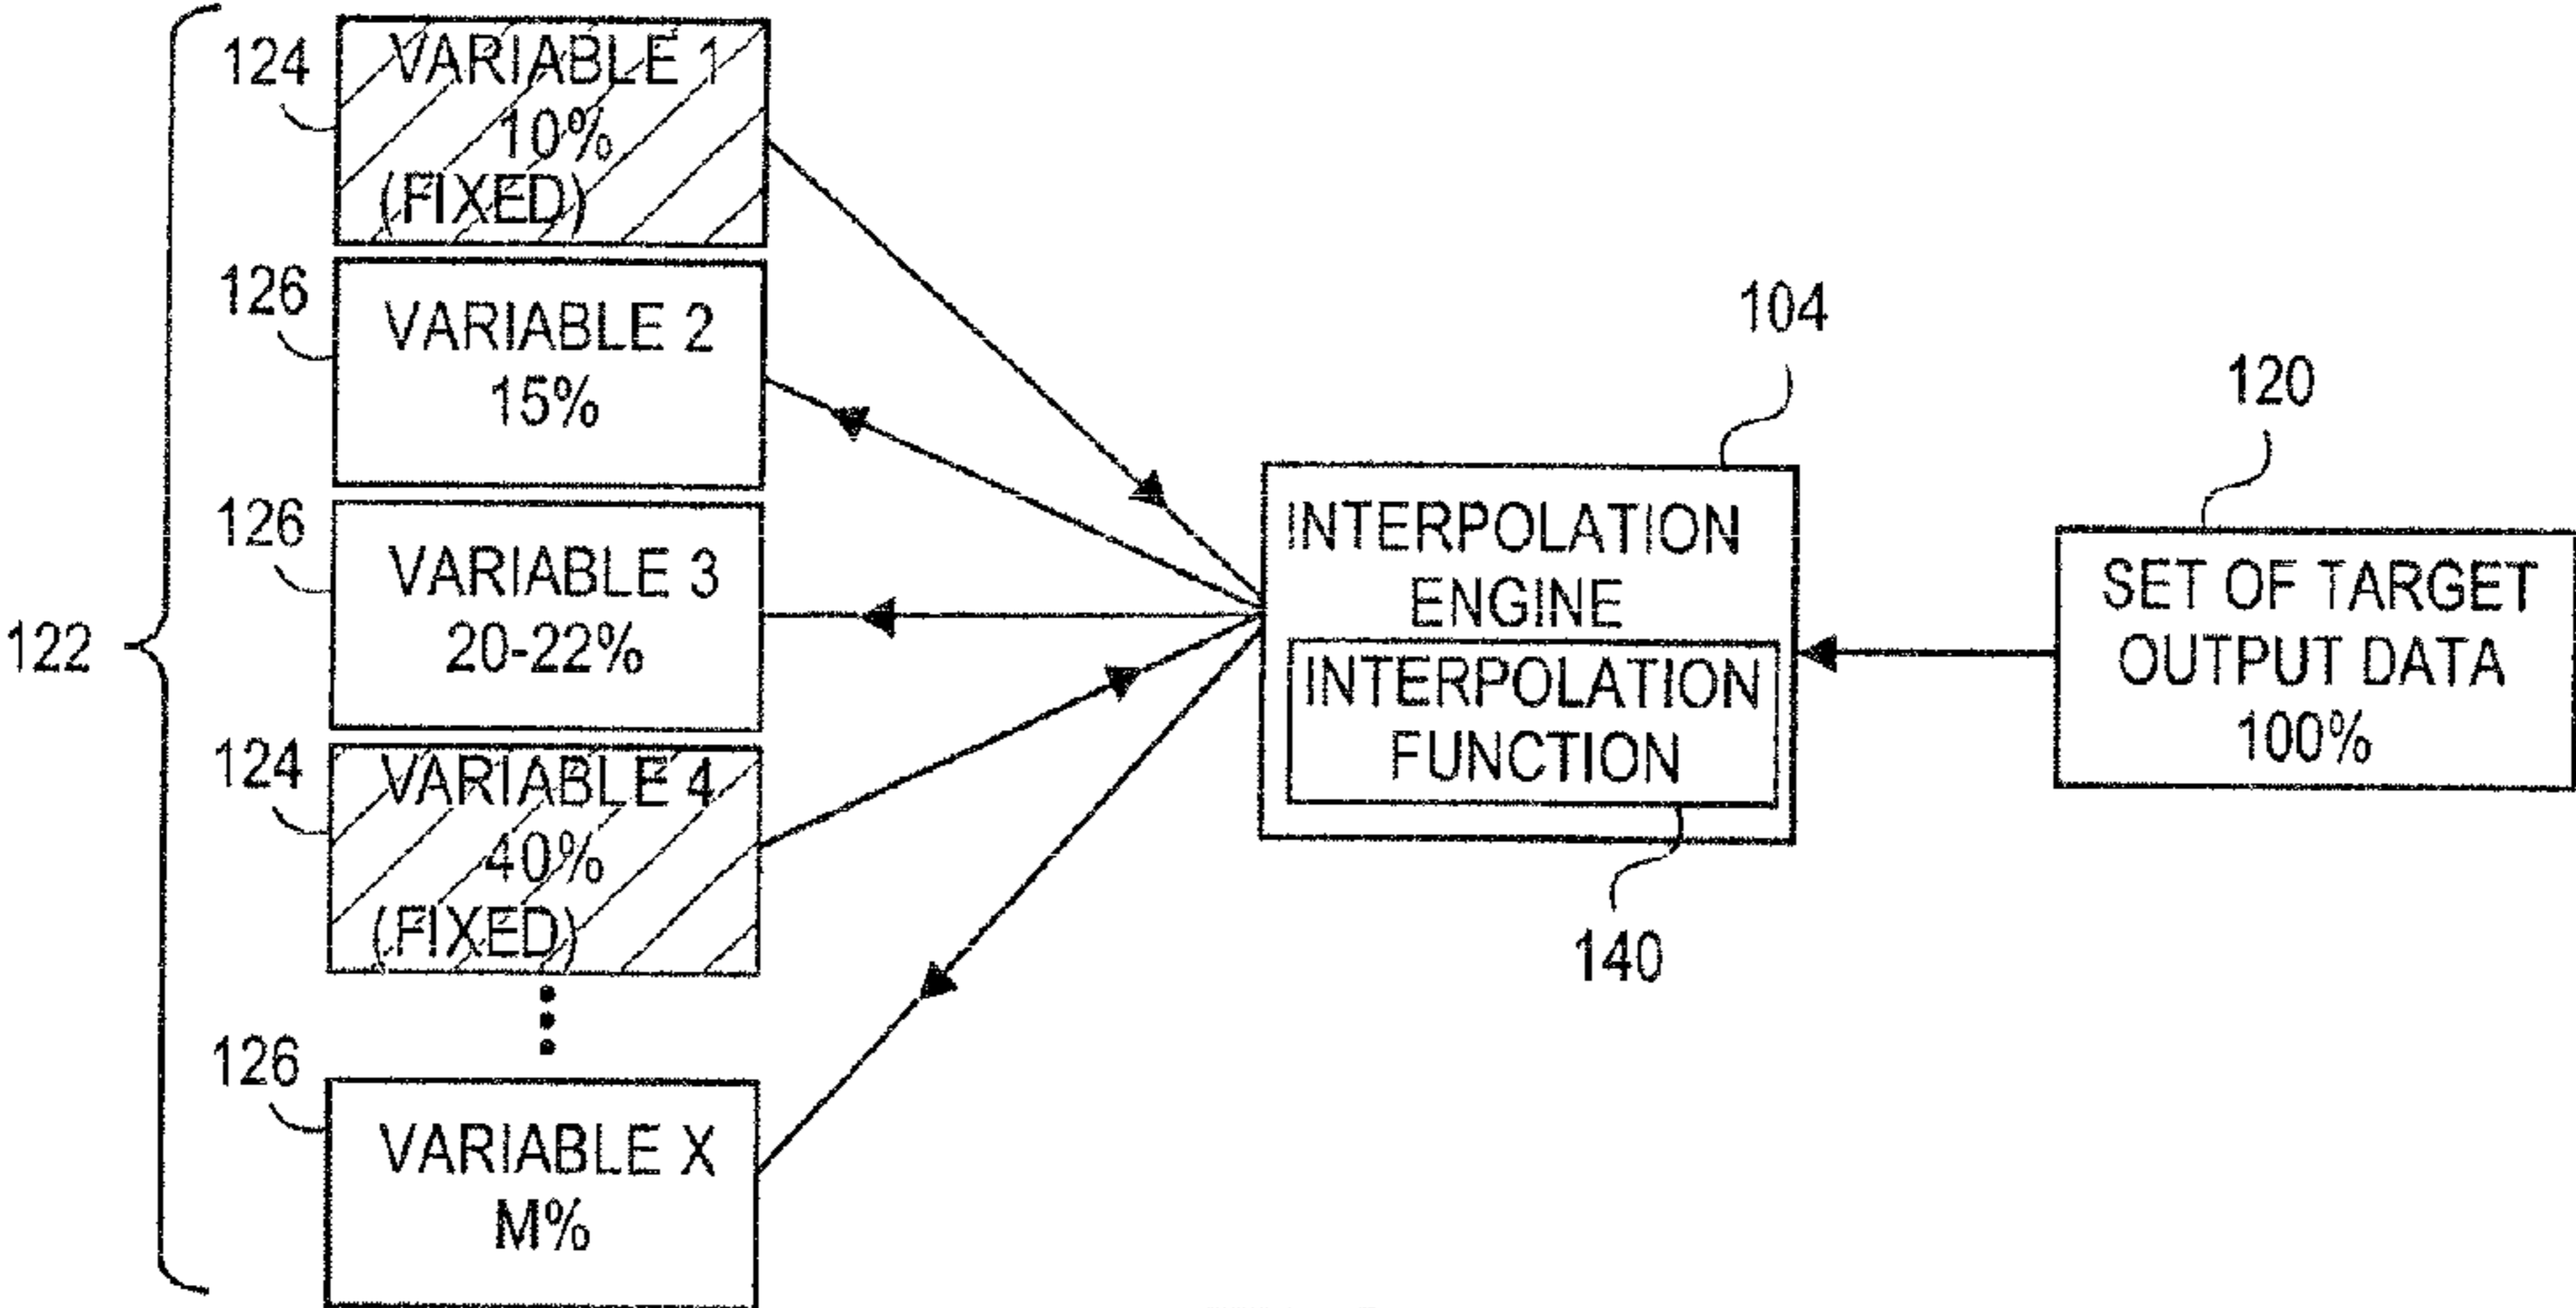 124
VARIABLE 1
10%
(FIXED)
126
VARIABLE 2
15%
126
VARIABLE 3
20-22%
124
VARIABLE 4
40%
(FIXED)
126
VARIABLE X
M%
122
104
INTERPOLATION
ENGINE
INTERPOLATION
FUNCTION
140
120
SET OF TARGET
OUTPUT DATA
100%